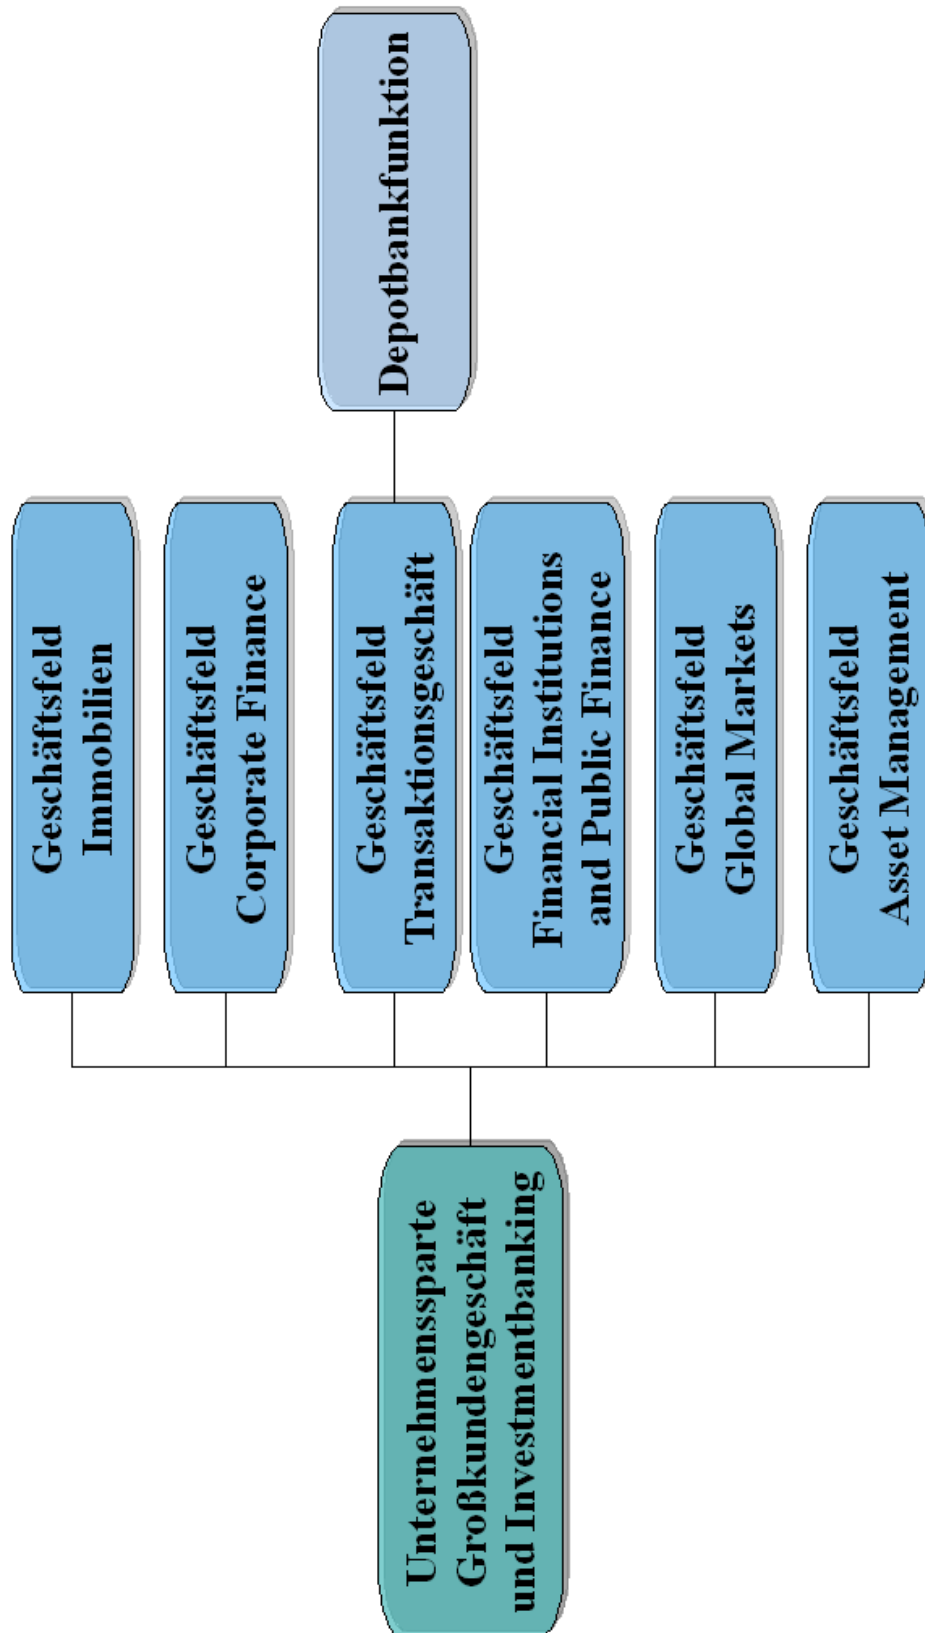 Unternehmenssparte
Großkundengeschäft
und Investmentbanking
Geschäftsfeld
Immobilien
Geschäftsfeld
Corporate Finance
Geschäftsfeld
Transaktionsgeschäft
Geschäftsfeld
Financial Institutions
and Public Finance
Geschäftsfeld
Global Markets
Geschäftsfeld
Asset Management
Depotbankfunktion